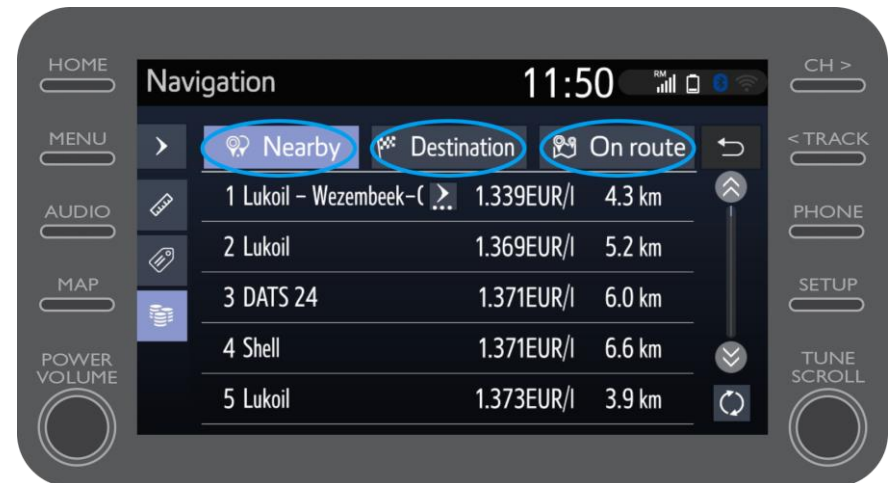 HOME
CH >
Navigation 11:50 RM
MENU
< TRACK
Nearby Destination On route
AUDIO
PHONE
1 Lukoil – Wezembeek–( 1.339EUR/l 4.3 km
2 Lukoil 1.369EUR/l 5.2 km
MAP
SETUP
3 DATS 24 1.371EUR/l 6.0 km
4 Shell 1.371EUR/l 6.6 km
POWER
VOLUME
TUNE
SCROLL
5 Lukoil 1.373EUR/l 3.9 km